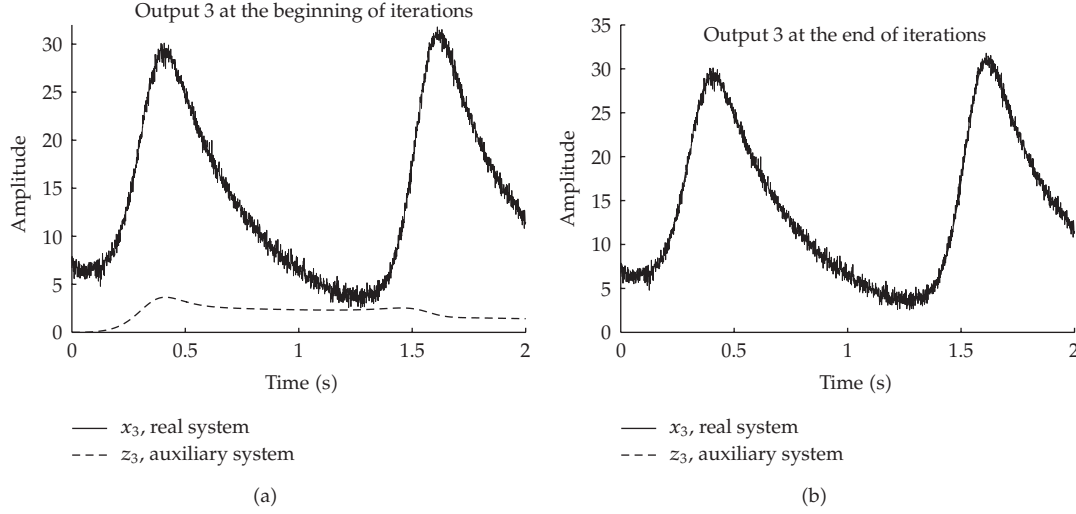 Output 3 at the beginning of iterations
30
25
20
15
10
5
0
Amplitude
0 0.5 1 1.5 2
Time (s)
x3, real system
z3, auxiliary system
(a)
Output 3 at the end of iterations
35
30
25
20
15
10
5
0
Amplitude
0 0.5 1 1.5 2
Time (s)
x3, real system
z3, auxiliary system
(b)